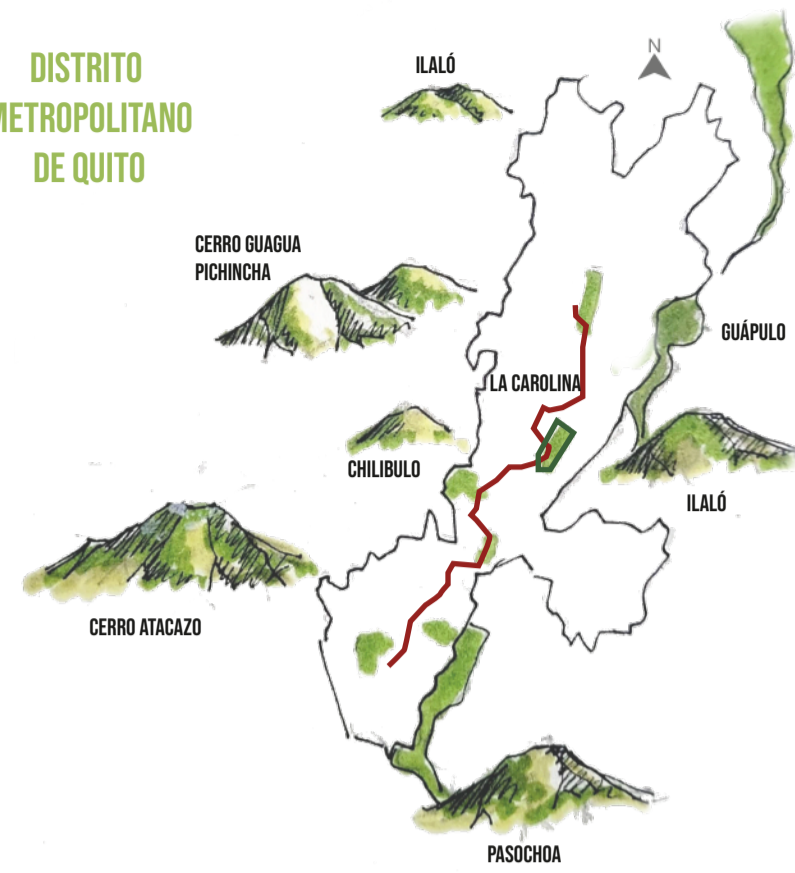 DISTRITO
METROPOLITANO
DE QUITO
ILALÓ
N
CERRO GUAGUA
PICHINCHA
GUÁPULO
LA CAROLINA
CHILIBULO
ILALÓ
CERRO ATACAZO
PASOCHOA